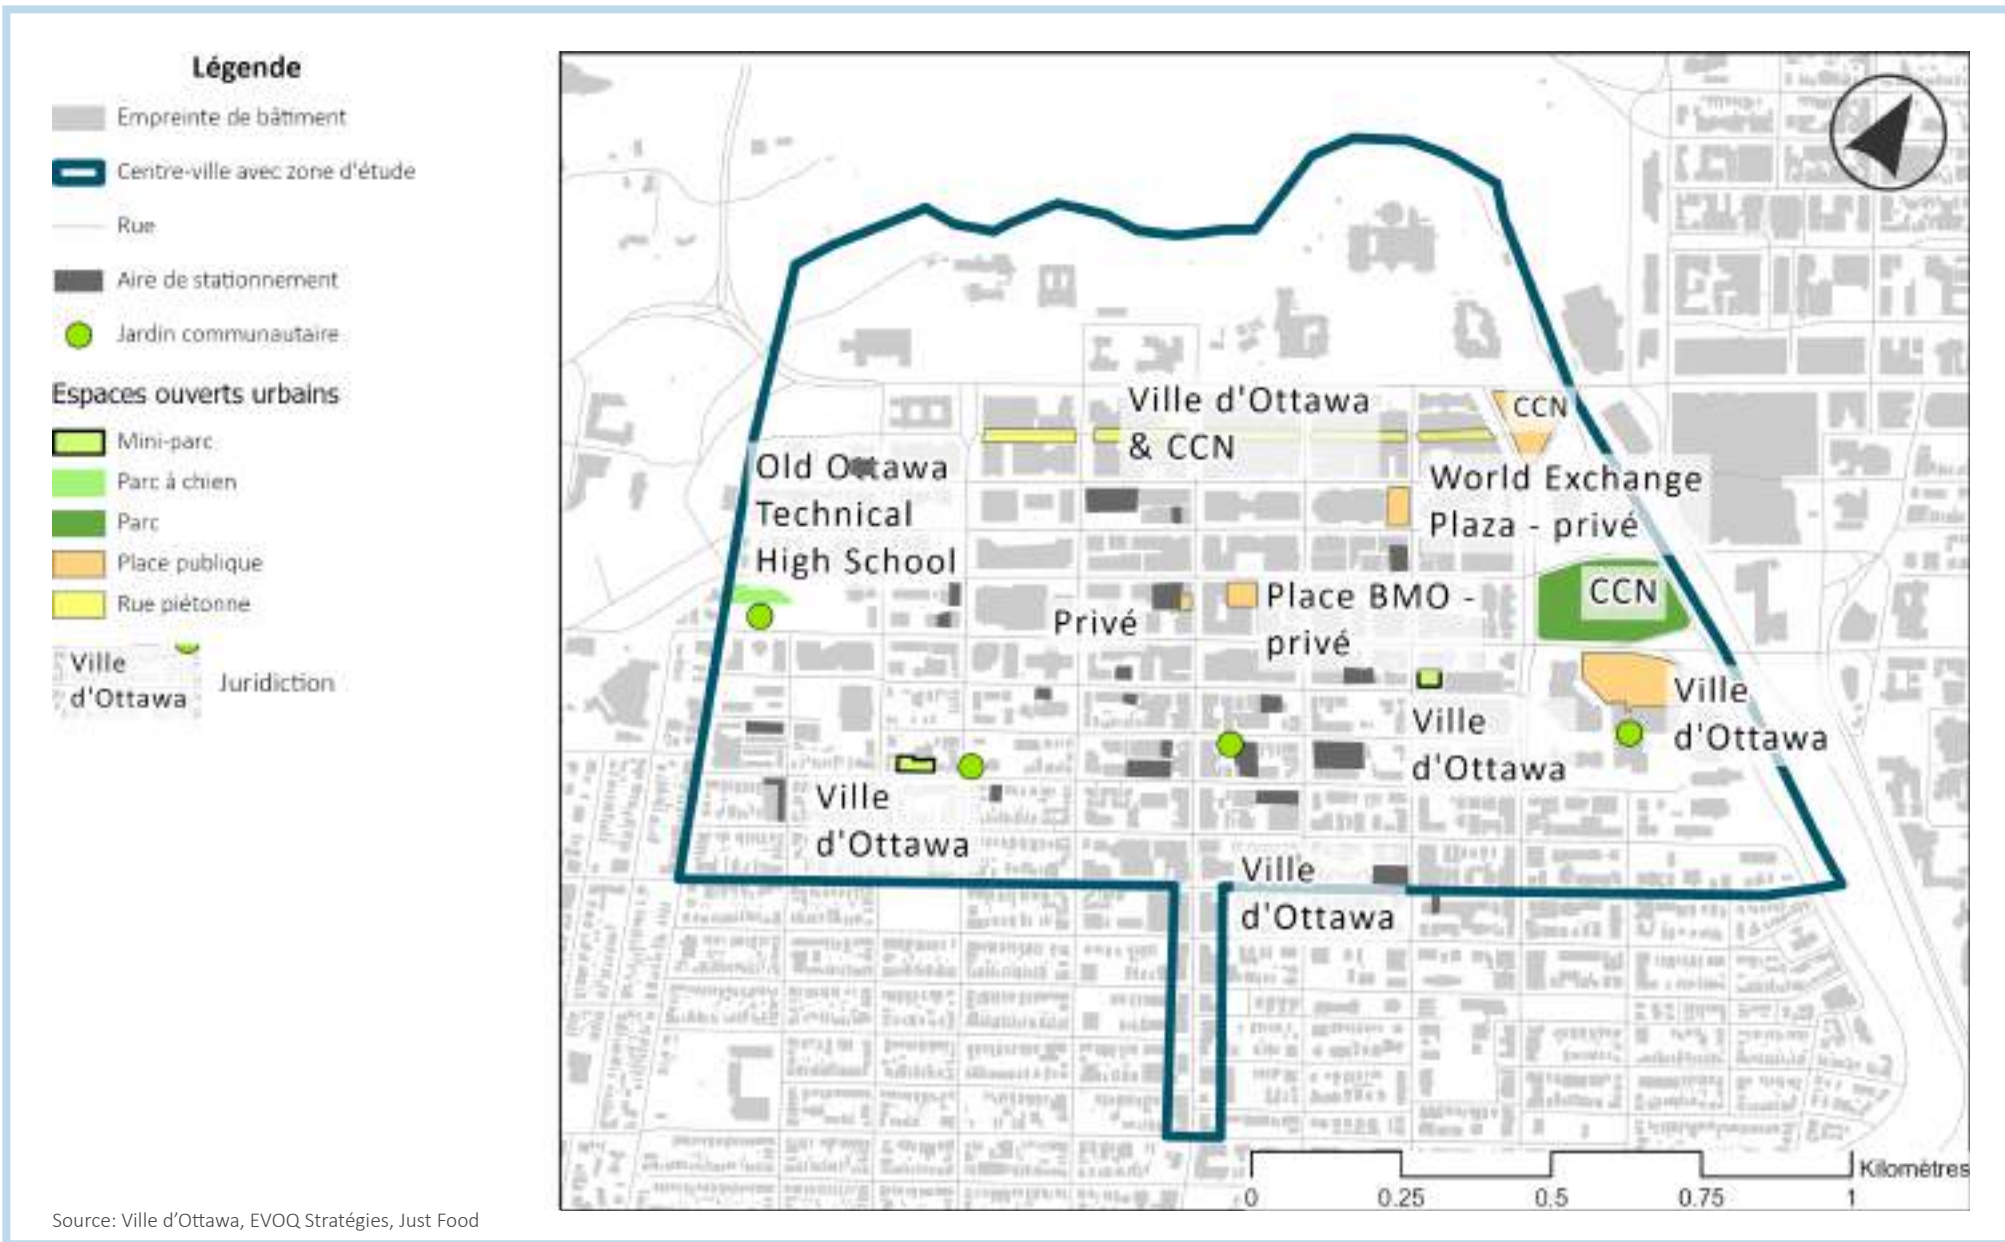 Légende
Empreinte de bâtiment
Centre-ville avec zone d'étude
Rue
Aire de stationnement
Jardin communautaire
Espaces ouverts urbains
Mini-parc
Parc à chien
Parc
Place publique
Rue piétonne
Ville
d'Ottawa
Juridiction
Source: Ville d'Ottawa, EVOQ Stratégies, Just Food
Ville d'Ottawa
& CCN
CCN
Old Ottawa
Technical
High School
World Exchange
Plaza - privé
Privé
Place BMO -
privé
CCN
Ville
d'Ottawa
Ville
d'Ottawa
Ville
d'Ottawa
Ville
d'Ottawa
Kilomètres
0 0.25 0.5 0.75 1